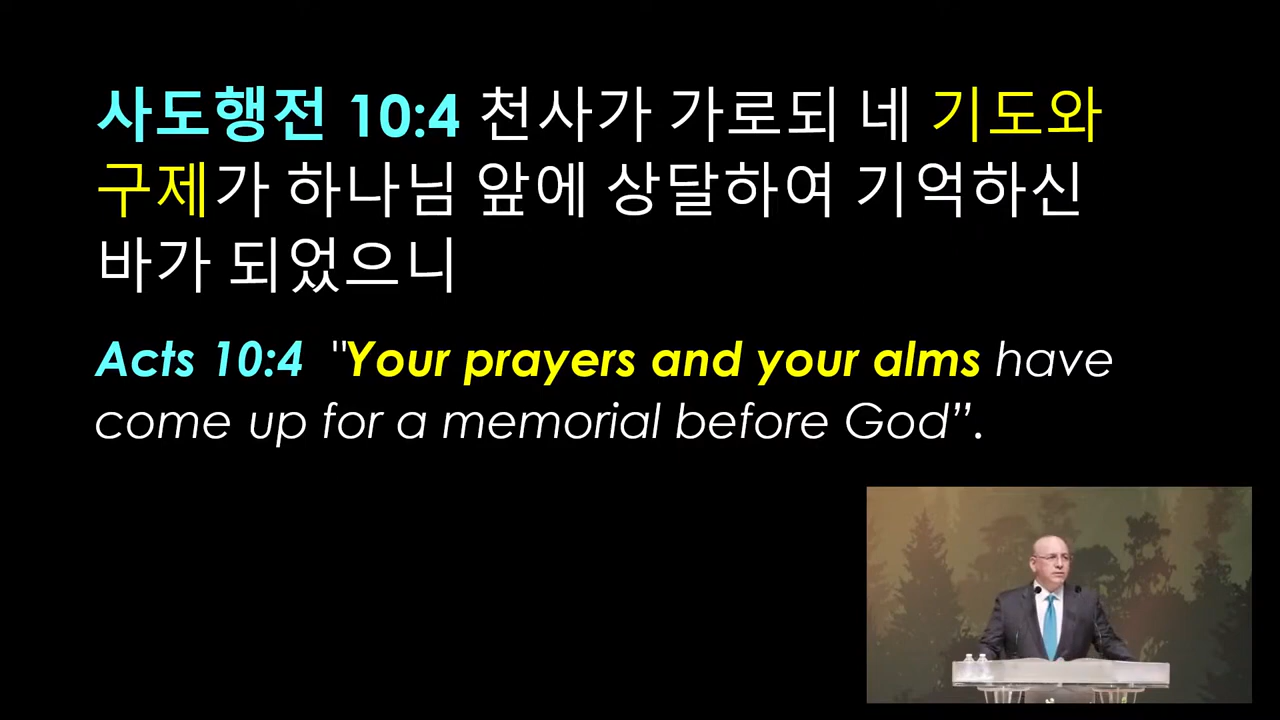 사도행전 10:4 천사가 가로되 네 기도와
구제가 하나님 앞에 상달하여 기억하신
바가 되었으니
Acts 10:4 "Your prayers and your alms have
come up for a memorial before God”.